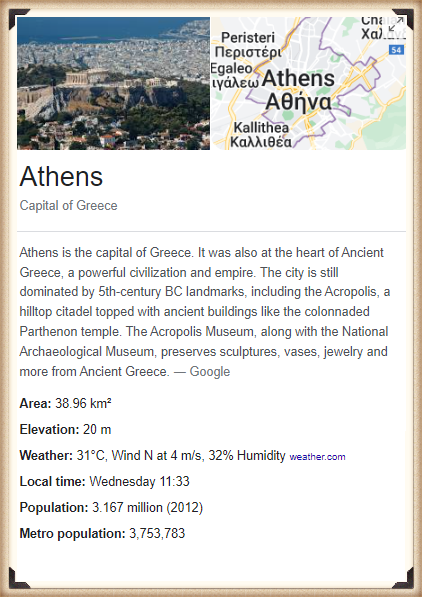 Peristeri
Περιστέρι
Egaleo
ιγάλεω
Athens
Αθήνα
Kallithea
Καλλιθέα
54
Athens
Capital of Greece
Athens is the capital of Greece. It was also at the heart of Ancient
Greece, a powerful civilization and empire. The city is still
dominated by 5th-century BC landmarks, including the Acropolis, a
hilltop citadel topped with ancient buildings like the colonnaded
Parthenon temple. The Acropolis Museum, along with the National
Archaeological Museum, preserves sculptures, vases, jewelry and
more from Ancient Greece. — Google
Area: 38.96 km²
Elevation: 20 m
Weather: 31°C, Wind N at 4 m/s, 32% Humidity weather.com
Local time: Wednesday 11:33
Population: 3.167 million (2012)
Metro population: 3,753,783